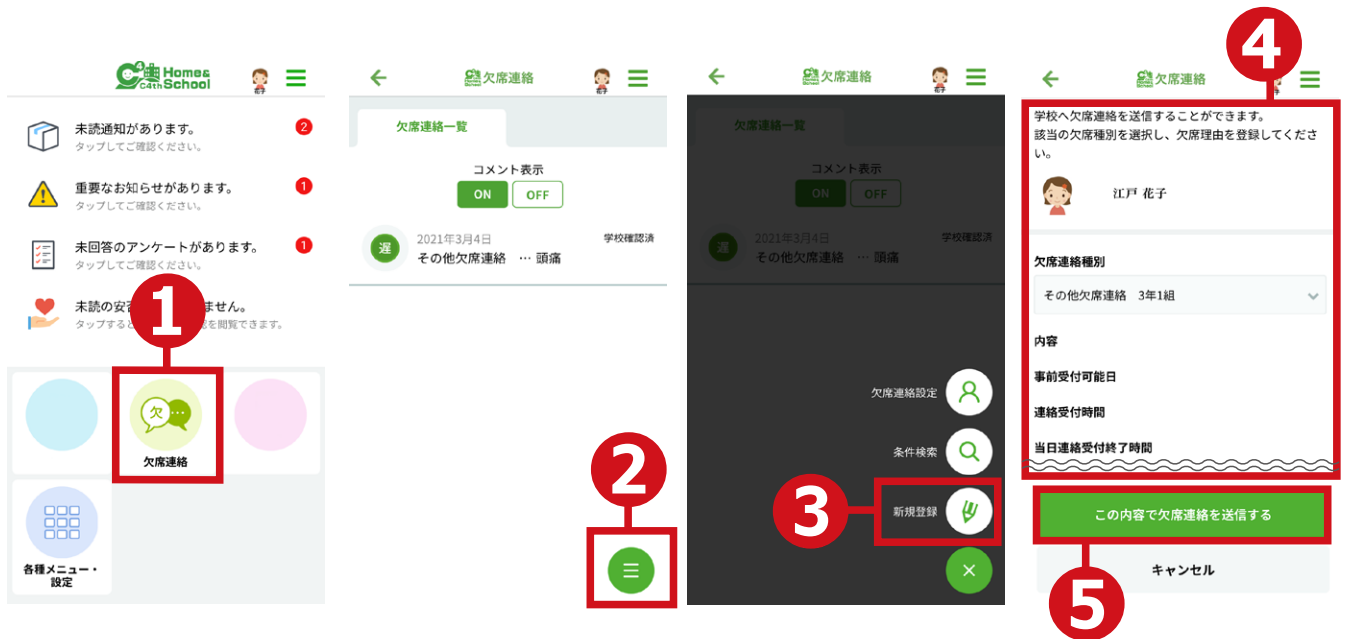 C4th Home&School
花子
未読通知があります。
2
タップしてご確認ください。
重要なお知らせがあります。
1
タップしてご確認ください。
未回答のアンケートがあります。
1
タップしてご確認ください。
未読の安
ません。
タップすると
を閲覧できます。
1
欠
欠席連絡
各種メニュー・
設定
欠席連絡
花子
欠席連絡一覧
コメント表示
ON OFF
遅
2021年3月4日
学校確認済
その他欠席連絡 … 頭痛
2
欠席連絡
花子
欠席連絡一覧
コメント表示
ON OFF
遅
2021年3月4日
学校確認済
その他欠席連絡 … 頭痛
欠席連絡設定
条件検索
3
新規登録
4
欠席連絡
花子
学校へ欠席連絡を送信することができます。
該当の欠席種別を選択し、欠席理由を登録してくださ
い。
江戸 花子
欠席連絡種別
その他欠席連絡 3年1組
内容
事前受付可能日
連絡受付時間
当日連絡受付終了時間
この内容で欠席連絡を送信する
キャンセル
5